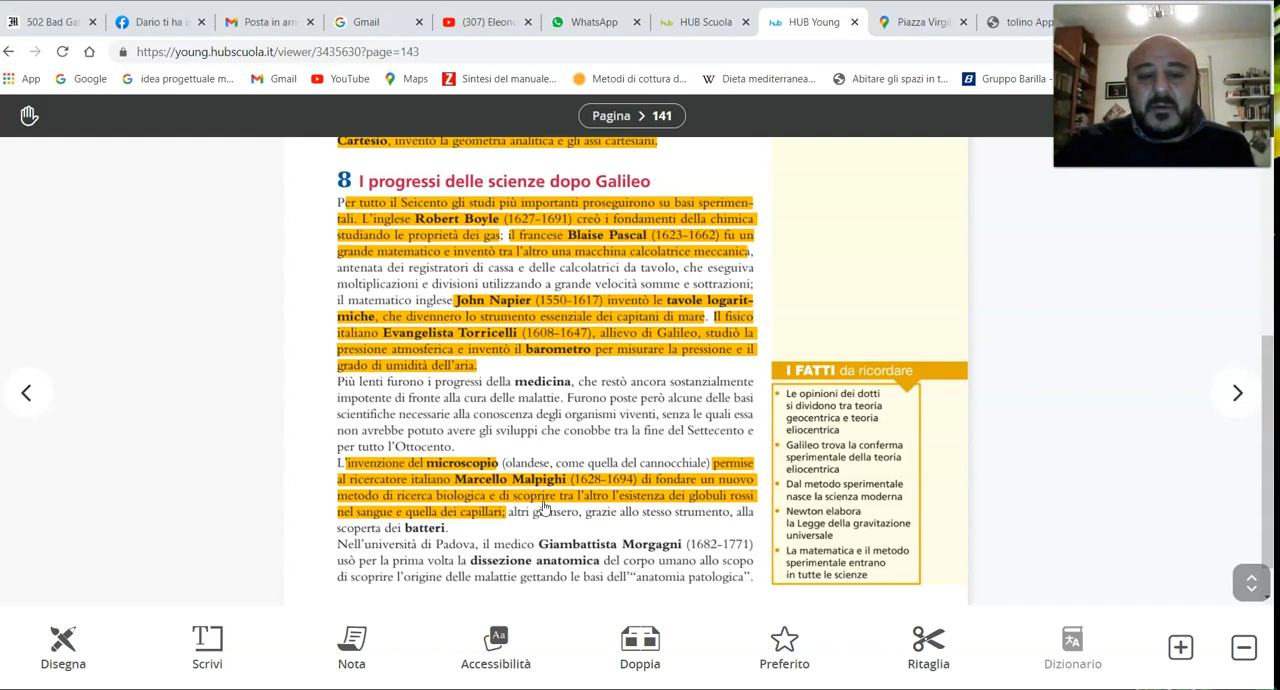 502 Bad Gat
Dario ti ha i
Posta in arri
Gmail
(307) Eleono
WhatsApp
HUB Scuola
HUB Young
Piazza Virgil
tolino App
https://young.hubscuola.it/viewer/3435630?page=143
App
Google
idea progettuale m...
Gmail
YouTube
Maps
Sintesi del manuale...
Metodi di cottura d...
Dieta mediterranea...
Abitare gli spazi in t...
Gruppo Barilla -
Pagina > 141
Cartesio, inventò la geometria analitica e gli assi cartesiani.
8 I progressi delle scienze dopo Galileo
Per tutto il Seicento gli studi più importanti proseguirono su basi sperimen-
tali. L'inglese Robert Boyle (1627-1691) creò i fondamenti della chimica
studiando le proprietà dei gas; il francese Blaise Pascal (1623-1662) fu un
grande matematico e inventò tra l'altro una macchina calcolatrice meccanica,
antenata dei registratori di cassa e delle calcolatrici da tavolo, che eseguiva
moltiplicazioni e divisioni utilizzando a grande velocità somme e sottrazioni;
il matematico inglese John Napier (1550-1617) inventò le tavole logarit-
miche, che divennero lo strumento essenziale dei capitani di mare. Il fisico
italiano Evangelista Torricelli (1608-1647), allievo di Galileo, studiò la
pressione atmosferica e inventò il barometro per misurare la pressione e il
grado di umidità dell'aria.
Più lenti furono i progressi della medicina, che restò ancora sostanzialmente
impotente di fronte alla cura delle malattie. Furono poste però alcune delle basi
scientifiche necessarie alla conoscenza degli organismi viventi, senza le quali essa
non avrebbe potuto avere gli sviluppi che conobbe tra la fine del Settecento e
per tutto l'Ottocento.
L'invenzione del microscopio (olandese, come quella del cannocchiale) permise
al ricercatore italiano Marcello Malpighi (1628-1694) di fondare un nuovo
metodo di ricerca biologica e di scoprire tra l'altro l'esistenza dei globuli rossi
nel sangue e quella dei capillari; altri giunsero, grazie allo stesso strumento, alla
scoperta dei batteri.
Nell'università di Padova, il medico Giambattista Morgagni (1682-1771)
usò per la prima volta la dissezione anatomica del corpo umano allo scopo
di scoprire l'origine delle malattie gettando le basi dell'"anatomia patologica".
I FATTI da ricordare
• Le opinioni dei dotti
si dividono tra teoria
geocentrica e teoria
eliocentrica
• Galileo trova la conferma
sperimentale della teoria
eliocentrica
• Dal metodo sperimentale
nasce la scienza moderna
• Newton elabora
la Legge della gravitazione
universale
• La matematica e il metodo
sperimentale entrano
in tutte le scienze
Disegna
Scrivi
Nota
Accessibilità
Doppia
Preferito
Ritaglia
Dizionario